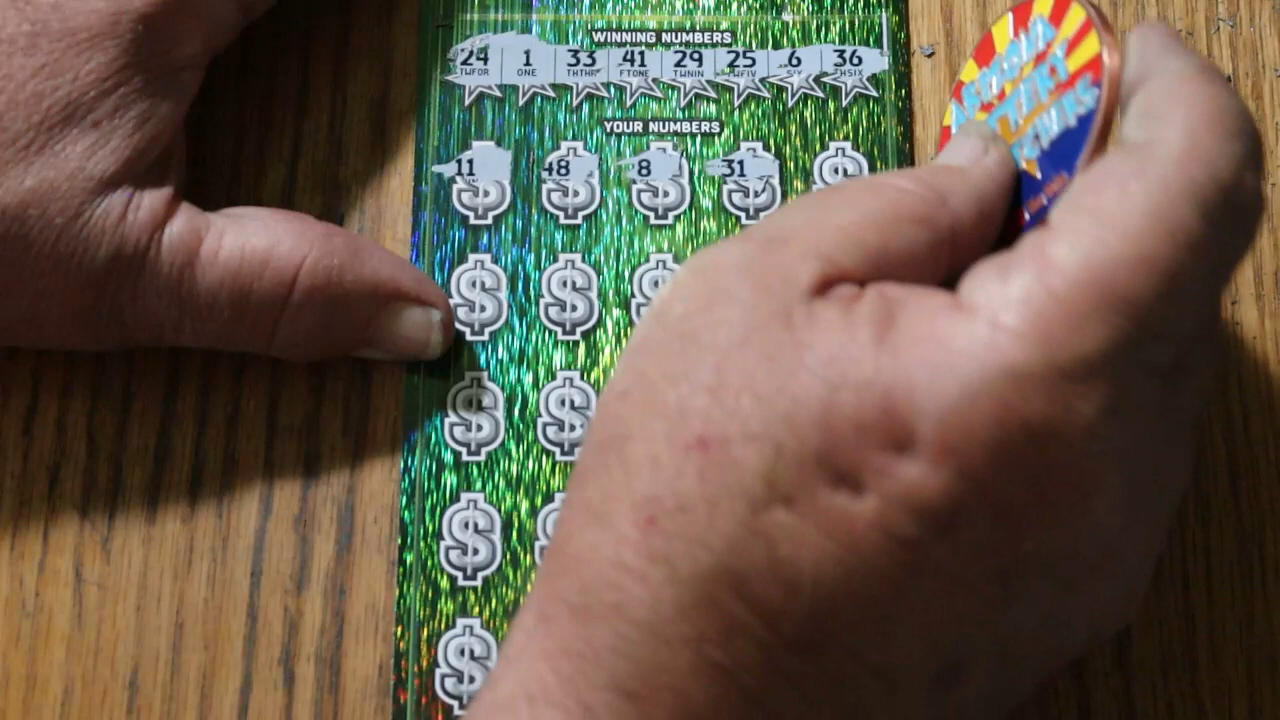 WINNING NUMBERS
24 1 33 41 29 25 6 36
TWFOR ONE THTHR FTONE TWNIN TWFIV SIX THSIX
YOUR NUMBERS
11 48 8 31